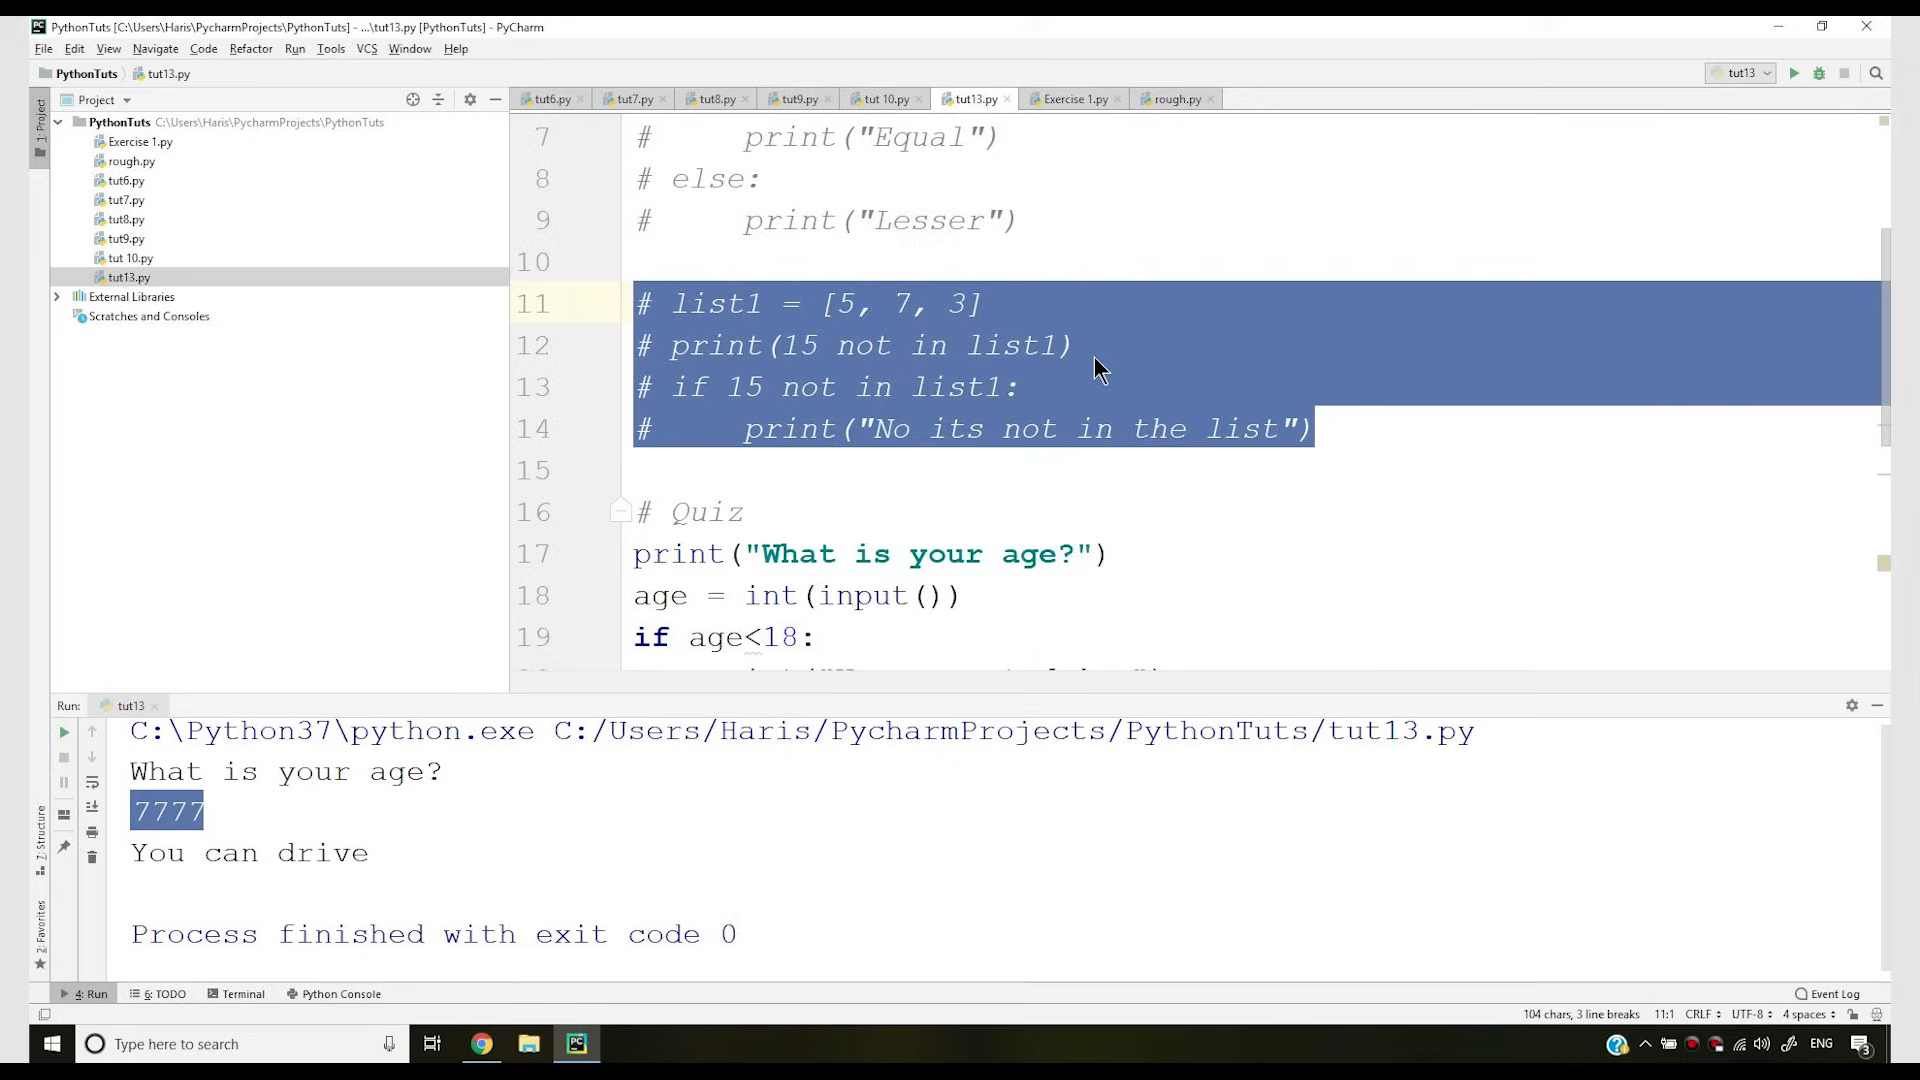 PythonTuts [C:\Users\Haris\PycharmProjects\PythonTuts] - ...\tut13.py [PythonTuts] - PyCharm
File Edit View Navigate Code Refactor Run Tools VCS Window Help
PythonTuts tut13.py
tut13
1: Project
Project
tut6.py tut7.py tut8.py tut9.py tut 10.py tut13.py Exercise 1.py rough.py
PythonTuts C:\Users\Haris\PycharmProjects\PythonTuts
Exercise 1.py
rough.py
tut6.py
tut7.py
tut8.py
tut9.py
tut 10.py
tut13.py
External Libraries
Scratches and Consoles
7 # print("Equal")
8 # else:
9 # print("Lesser")
10
11 # list1 = [5, 7, 3]
12 # print(15 not in list1)
13 # if 15 not in list1:
14 # print("No its not in the list")
15
16 # Quiz
17 print("What is your age?")
18 age = int(input())
19 if age<18:
Run: tut13
C:\Python37\python.exe C:/Users/Haris/PycharmProjects/PythonTuts/tut13.py
What is your age?
7777
You can drive
Process finished with exit code 0
7: Structure
2: Favorites
4: Run 6: TODO Terminal Python Console Event Log
104 chars, 3 line breaks 11:1 CRLF UTF-8 4 spaces
Type here to search
ENG
3